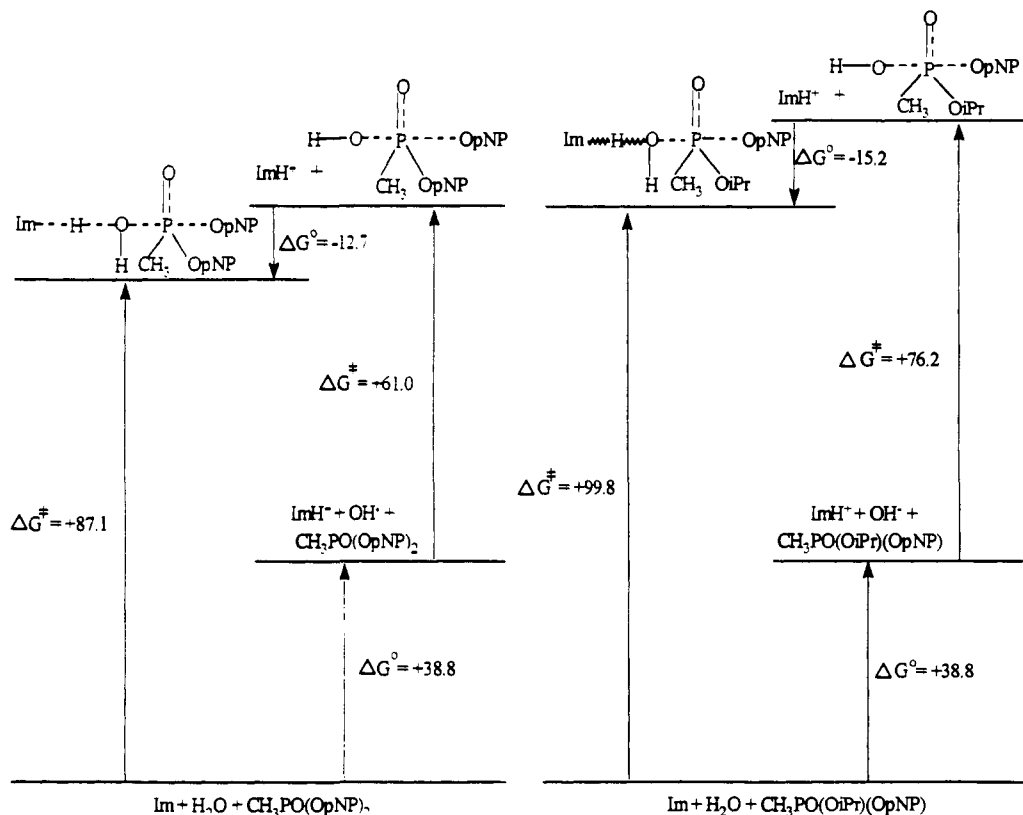 O
H—O---P---OpNP
CH₃ OpNP
ImH⁺ +
O
Im---H---O---P---OpNP
H CH₃ OpNP
ΔG° = -12.7
ΔG‡ = +61.0
ΔG‡ = +87.1
ImH⁺ + OH⁻ +
CH₃PO(OpNP)₂
ΔG° = +38.8
Im + H₂O + CH₃PO(OpNP)₂
O
H—O---P---OpNP
CH₃ OiPr
ImH⁺ +
O
Im H O---P---OpNP
H CH₃ OiPr
ΔG° = -15.2
ΔG‡ = +76.2
ΔG‡ = +99.8
ImH⁺ + OH⁻ +
CH₃PO(OiPr)(OpNP)
ΔG° = +38.8
Im + H₂O + CH₃PO(OiPr)(OpNP)